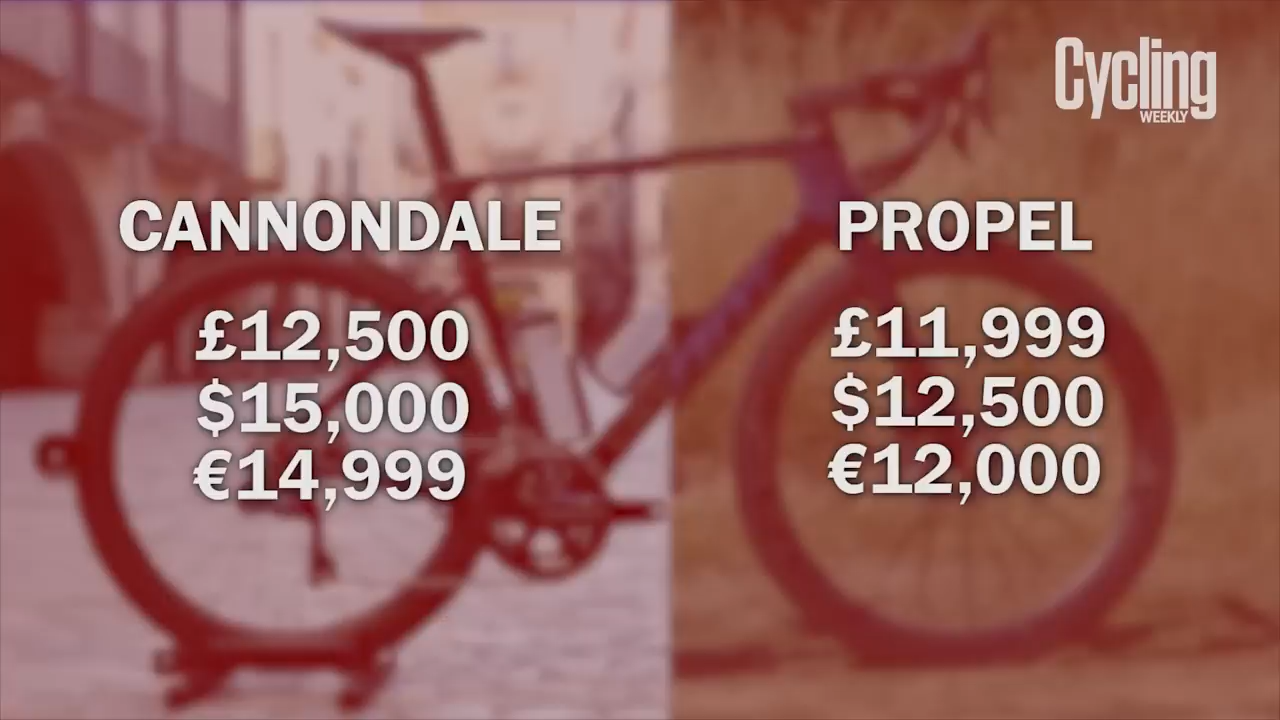 Cycling
WEEKLY
CANNONDALE
£12,500
$15,000
€14,999
PROPEL
£11,999
$12,500
€12,000